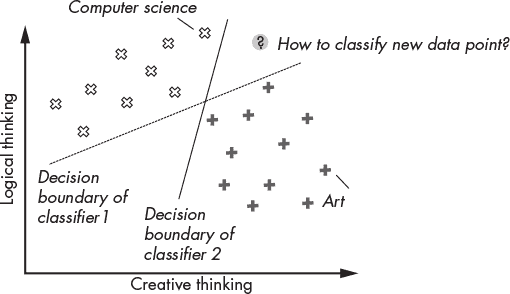 Computer science
? How to classify new data point?
Logical thinking
Decision
boundary of
classifier 1
Decision
boundary of
classifier 2
Art
Creative thinking